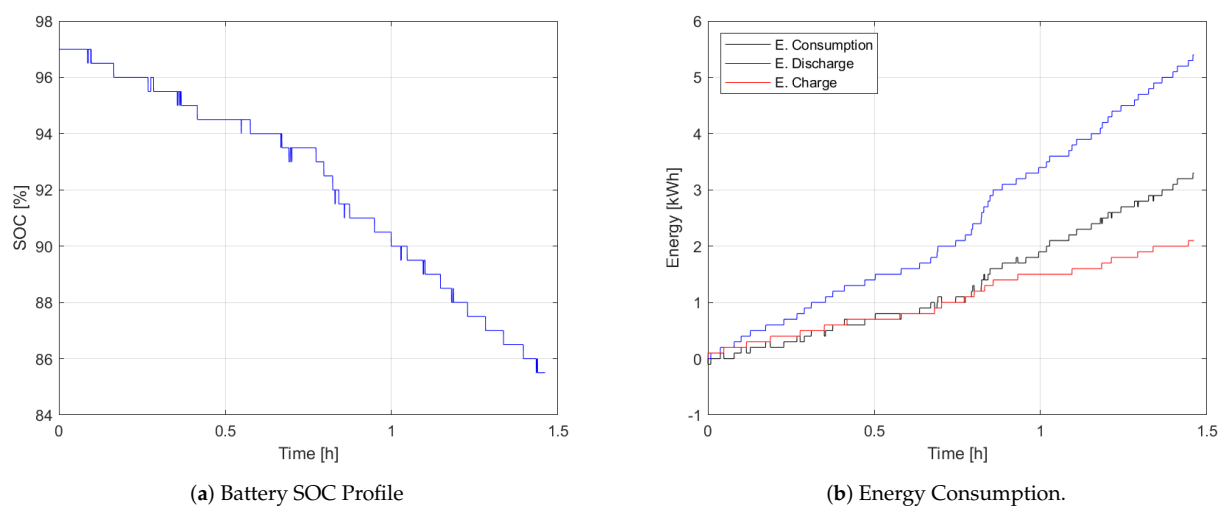 98
96
94
92
90
88
86
84
SOC [%]
0
0.5
1
1.5
Time [h]
(a) Battery SOC Profile
6
5
4
3
2
1
0
-1
Energy [kWh]
E. Consumption
E. Discharge
E. Charge
0
0.5
1
1.5
Time [h]
(b) Energy Consumption.